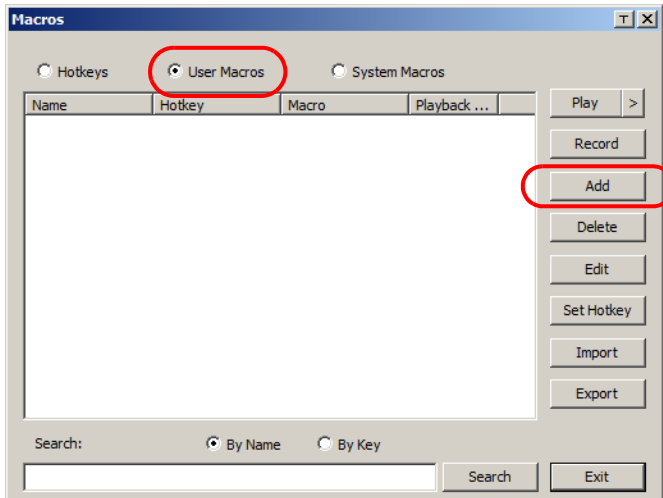 Macros T X
Hotkeys User Macros System Macros
Name Hotkey Macro Playback ...
Play >
Record
Add
Delete
Edit
Set Hotkey
Import
Export
Search: By Name By Key
Search Exit